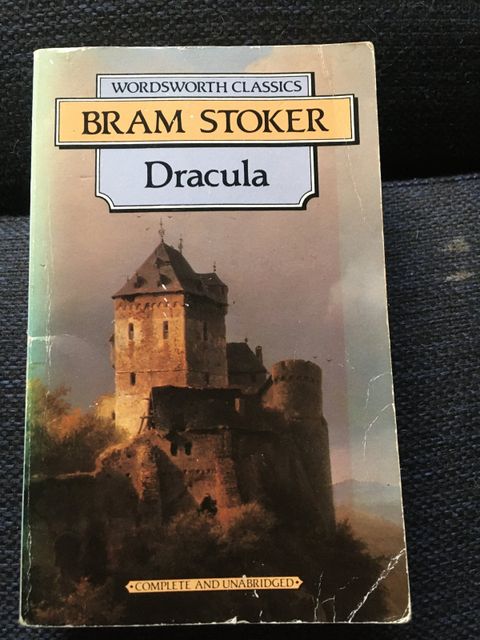 WORDSWORTH CLASSICS
BRAM STOKER
Dracula
COMPLETE AND UNABRIDGED